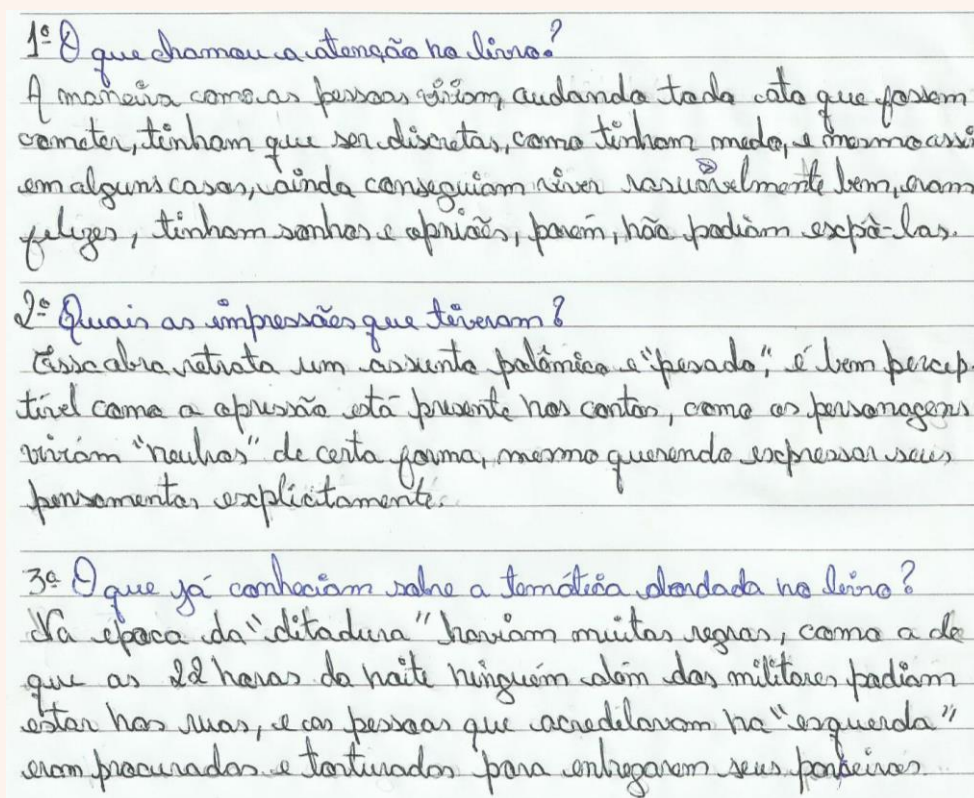 1º O que chamou a atenção no livro?
A maneira como as pessoas viviam, cuidando todo ato que fossem
cometer, tinham que ser discretas, como tinham medo, e mesmo assi
em alguns casos, ainda conseguiam viver rasuavelmente bem, eram
felizes, tinham sonhos e opniões, porém, não podiam expô-las.
2º Quais as impressões que tiveram?
Essa obra retrata um assunto polêmico e "pesado", é bem percep-
tível como a opressão está presente nos contos, como os personagens
viviam "neulros" de certa forma, mesmo querendo expressar seus
pensamentos explicitamente.
3º O que já conheciam sobre a temática abordada no livro?
Na época da "ditadura" haviam muitas regras, como a de
que as 22 horas da noite ninguém além dos militares podiam
estar nas ruas, e as pessoas que acreditavam na "esquerda"
eram procurados e torturados para entregarem seus parceiros.